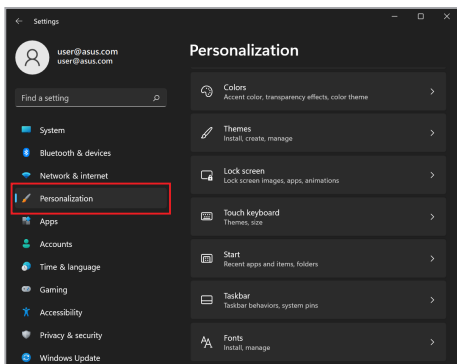 Settings
user@asus.com
user@asus.com
Find a setting
System
Bluetooth & devices
Network & internet
Personalization
Apps
Accounts
Time & language
Gaming
Accessibility
Privacy & security
Windows Update
Personalization
Colors
Accent color, transparency effects, color theme
Themes
Install, create, manage
Lock screen
Lock screen images, apps, animations
Touch keyboard
Themes, size
Start
Recent apps and items, folders
Taskbar
Taskbar behaviors, system pins
Fonts
Install, manage